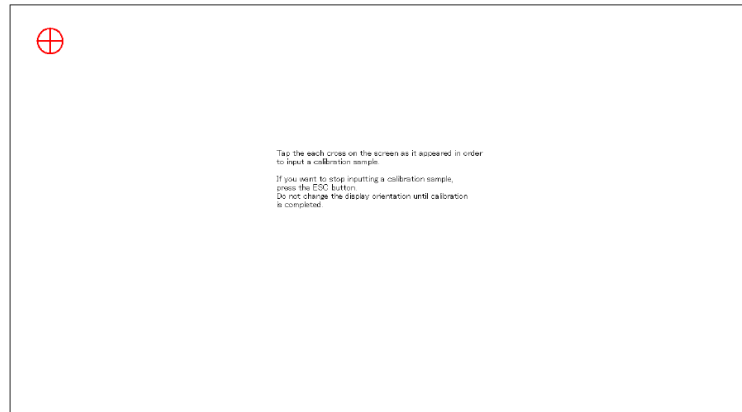 Tap the each cross on the screen as it appeared in order
to input a calibration sample.
If you want to stop inputting a calibration sample,
press the ESC button.
Do not change the display orientation until calibration
is completed.